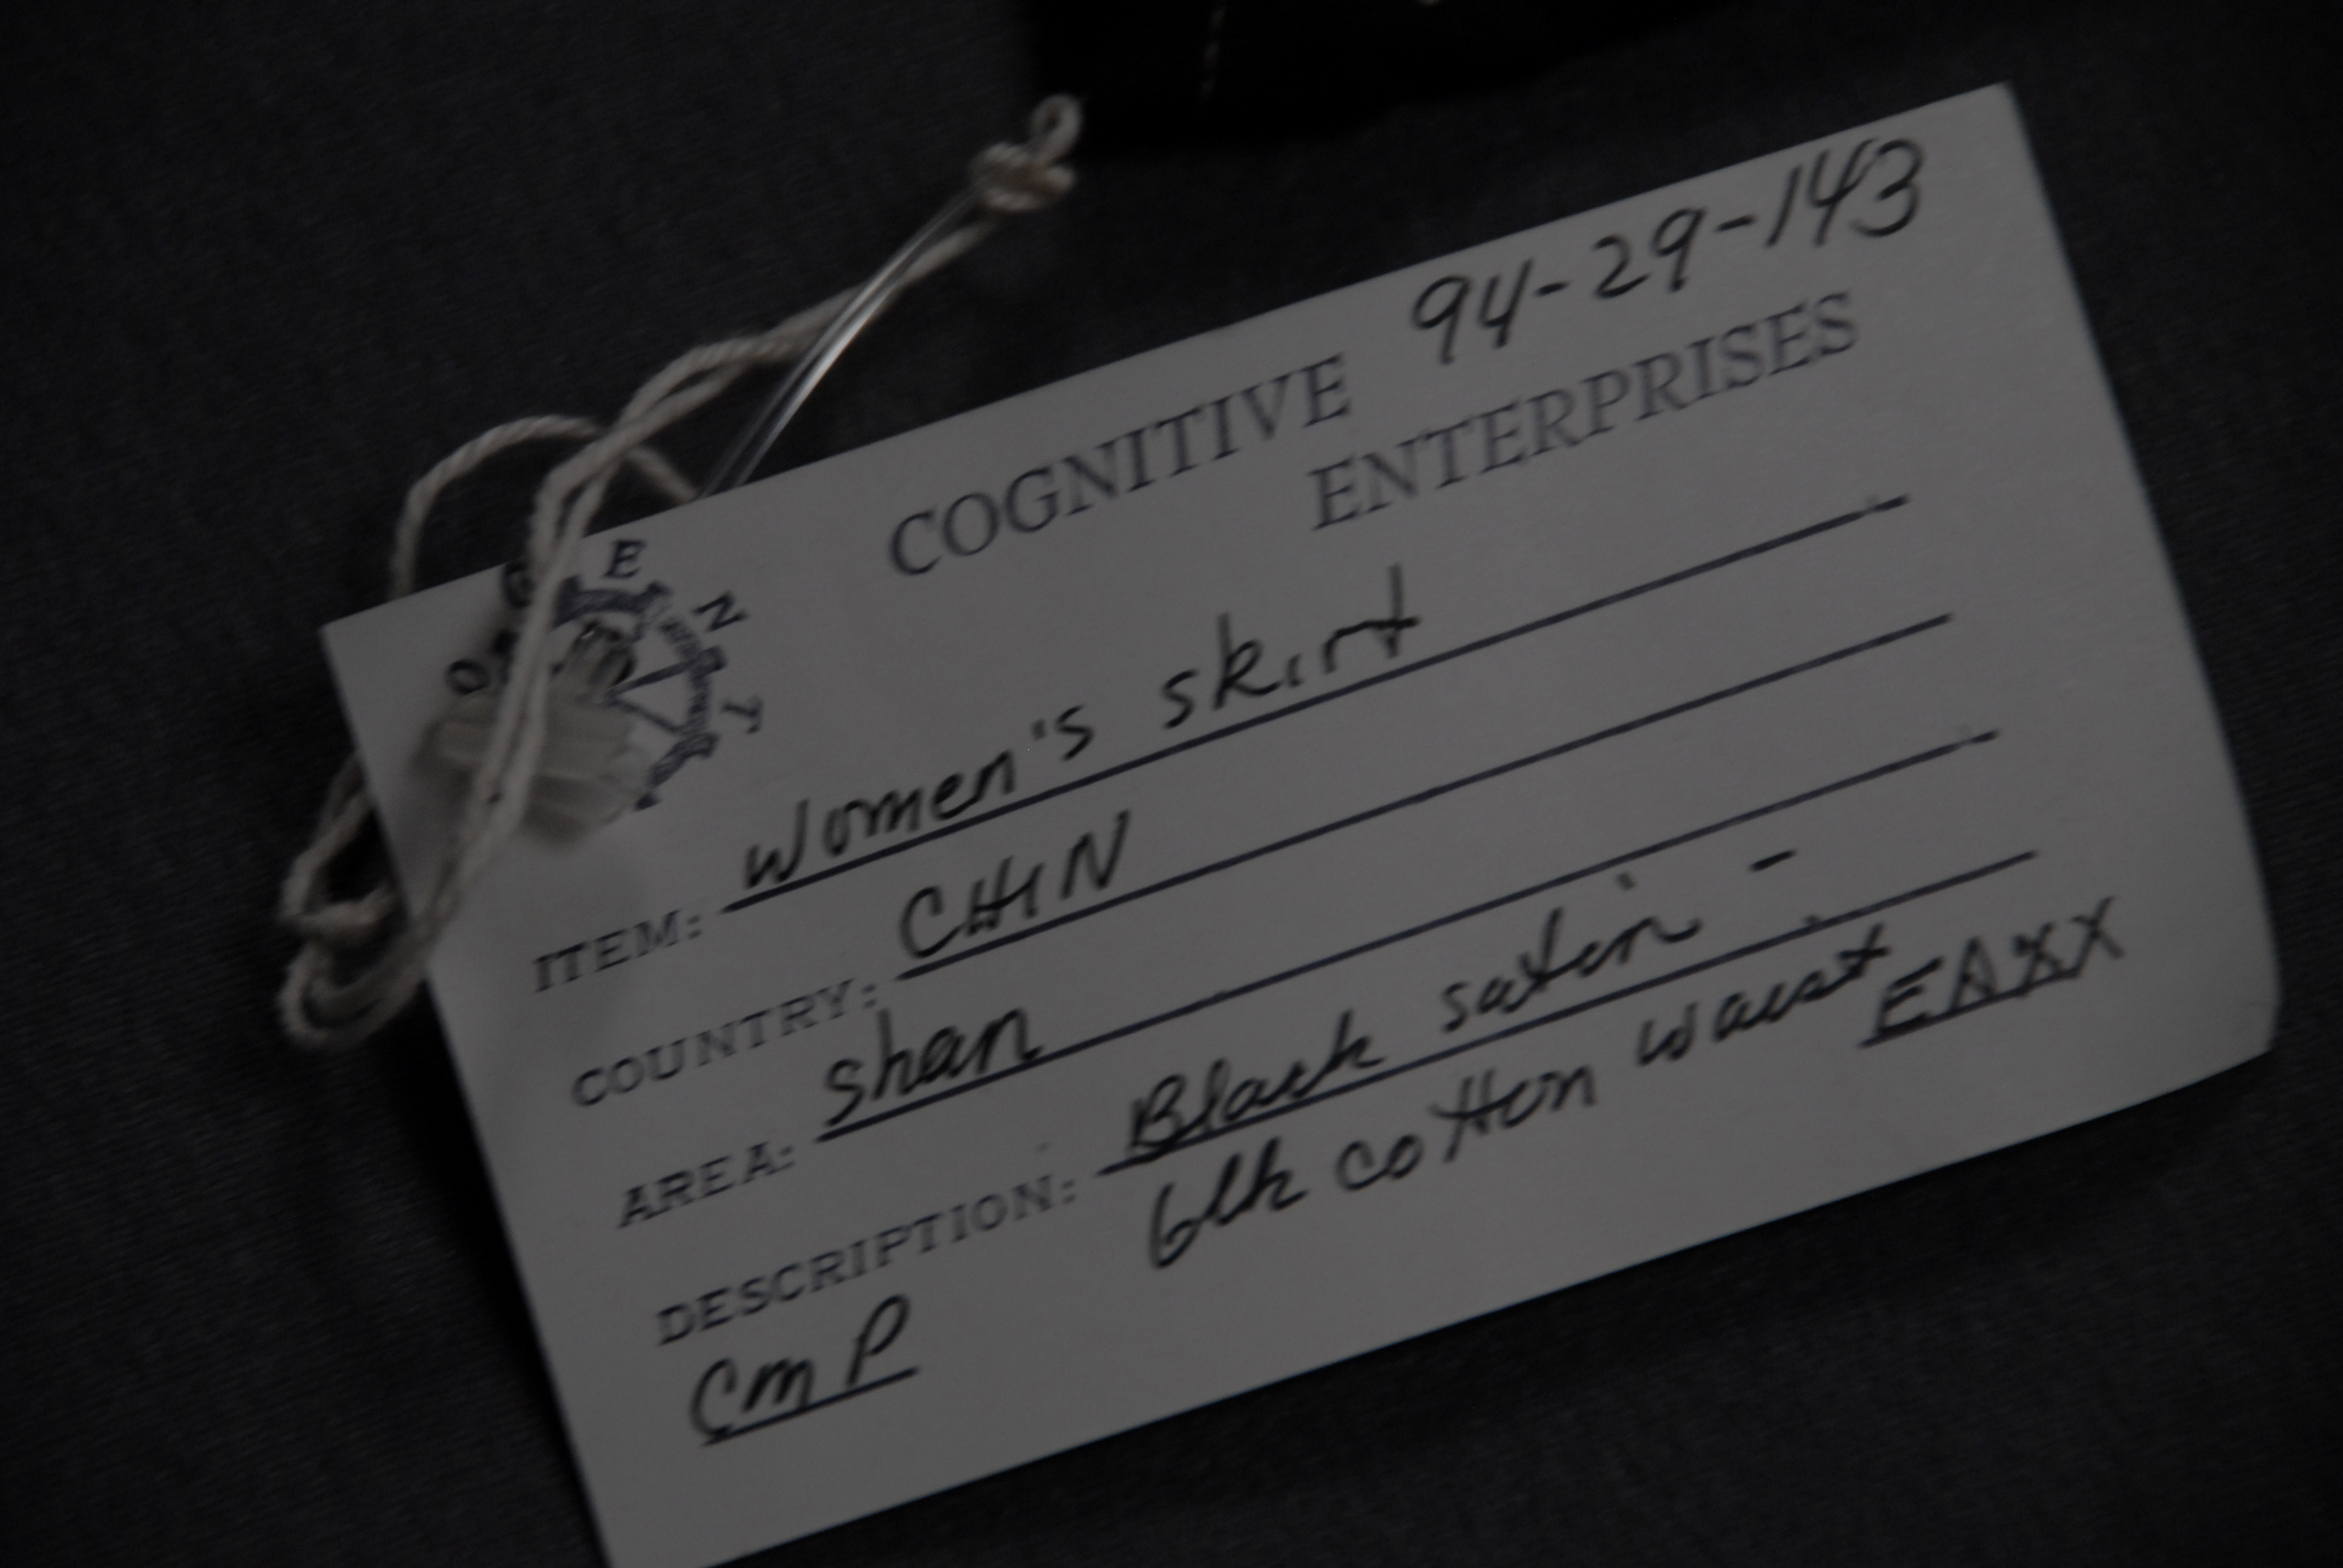 94-29-143
COGNITIVE
ENTERPRISES
E N T
ITEM: Women's skirt
COUNTRY: CHIN
AREA: Shan
DESCRIPTION: Black satin -
blk cotton waist
EAXX
CMP